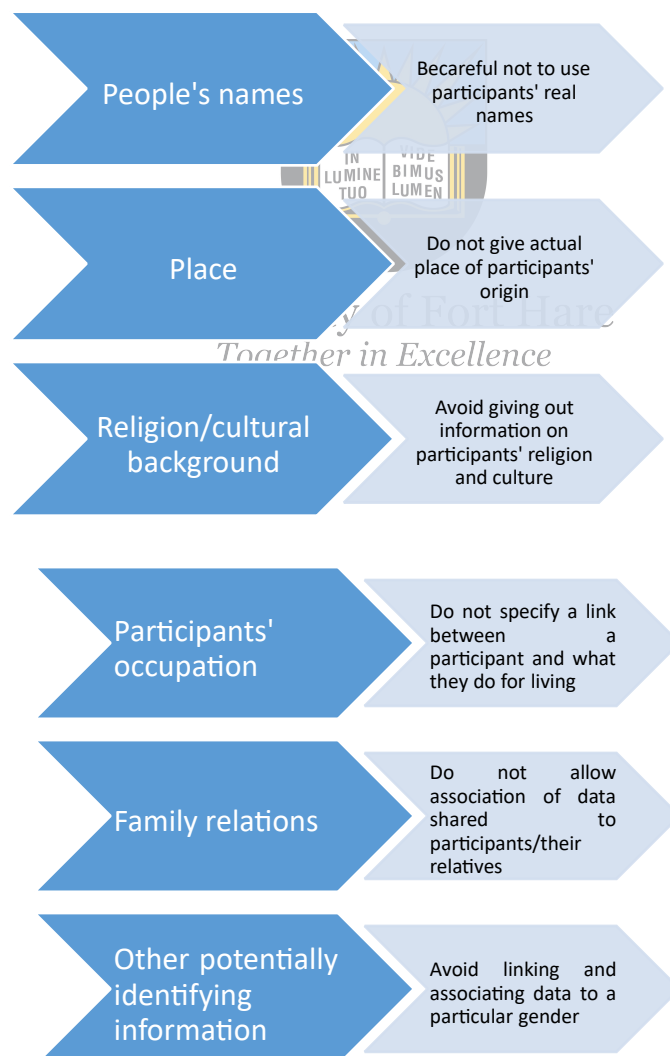 People's names
Becareful not to use
participants' real
names
IN
LUMINE
TUO
VIDE
BIMUS
LUMEN
Place
Do not give actual
place of participants'
origin
of Fort Hare
Together in Excellence
Religion/cultural
background
Avoid giving out
information on
participants' religion
and culture
Participants'
occupation
Do not specify a link
between a
participant and what
they do for living
Family relations
Do not allow
association of data
shared to
participants/their
relatives
Other potentially
identifying
information
Avoid linking and
associating data to a
particular gender